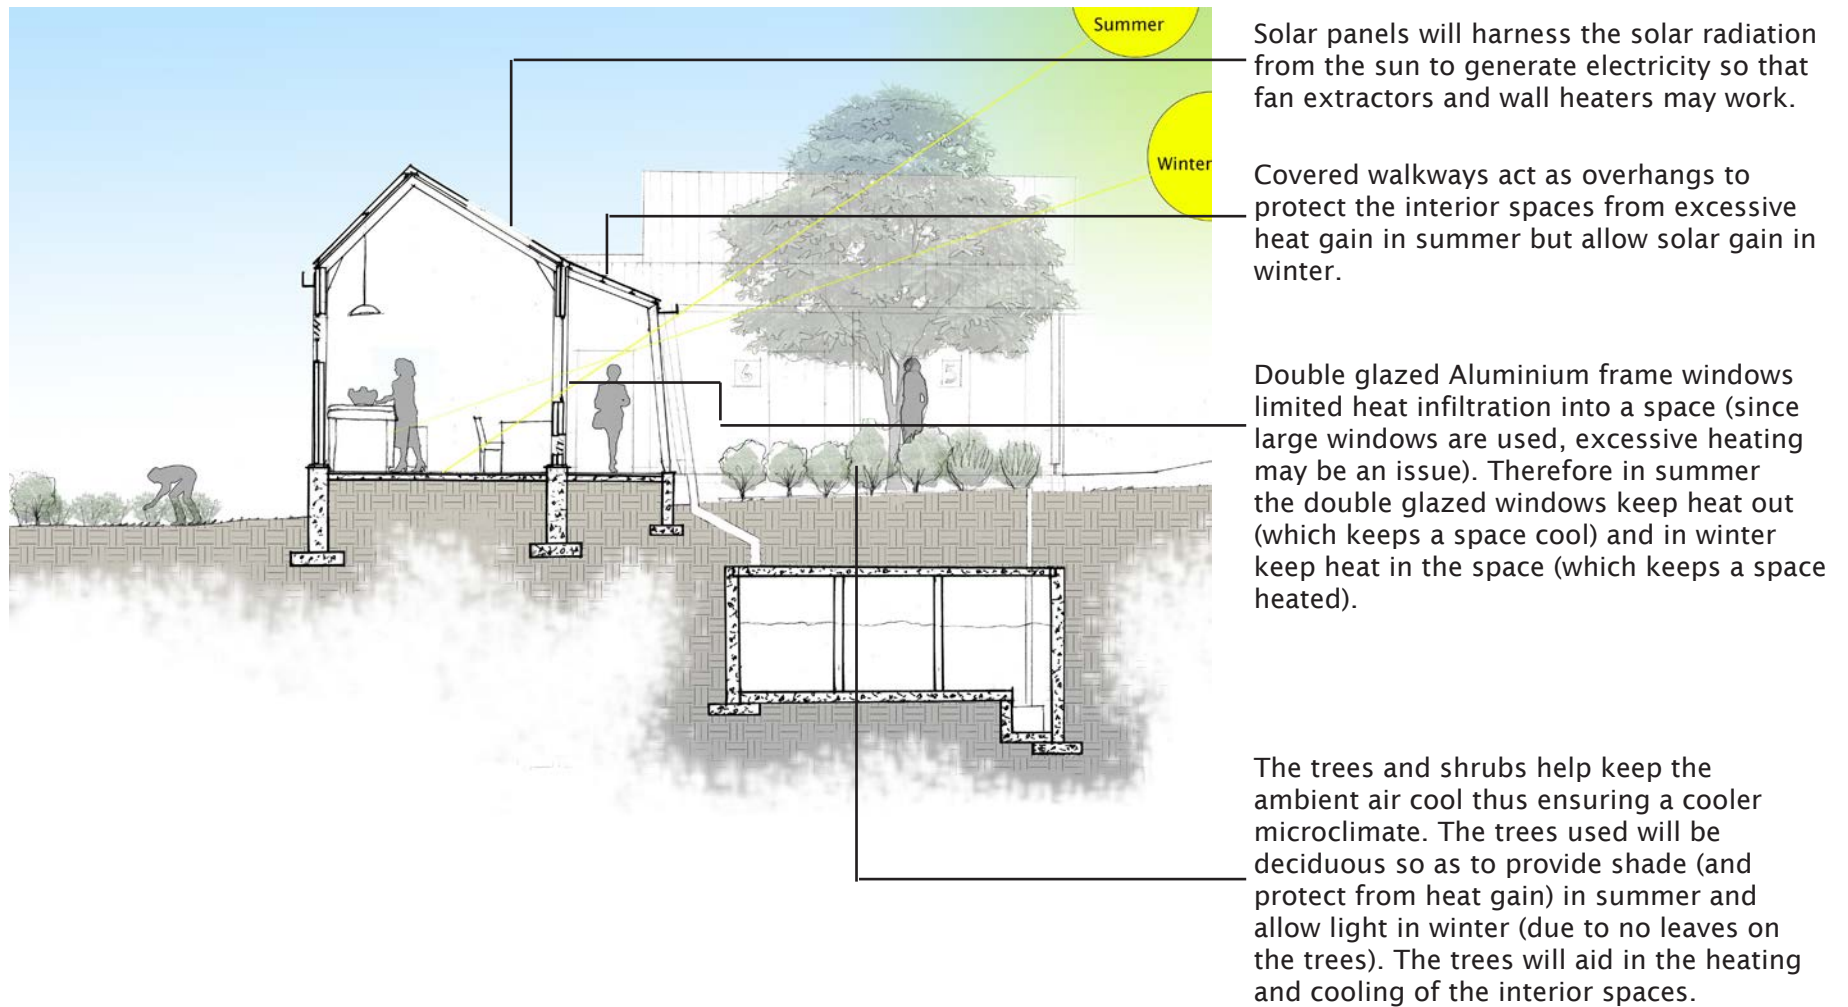 Summer
Winter
6
5
Solar panels will harness the solar radiation
from the sun to generate electricity so that
fan extractors and wall heaters may work.
Covered walkways act as overhangs to
protect the interior spaces from excessive
heat gain in summer but allow solar gain in
winter.
Double glazed Aluminium frame windows
limited heat infiltration into a space (since
large windows are used, excessive heating
may be an issue). Therefore in summer
the double glazed windows keep heat out
(which keeps a space cool) and in winter
keep heat in the space (which keeps a space
heated).
The trees and shrubs help keep the
ambient air cool thus ensuring a cooler
microclimate. The trees used will be
deciduous so as to provide shade (and
protect from heat gain) in summer and
allow light in winter (due to no leaves on
the trees). The trees will aid in the heating
and cooling of the interior spaces.